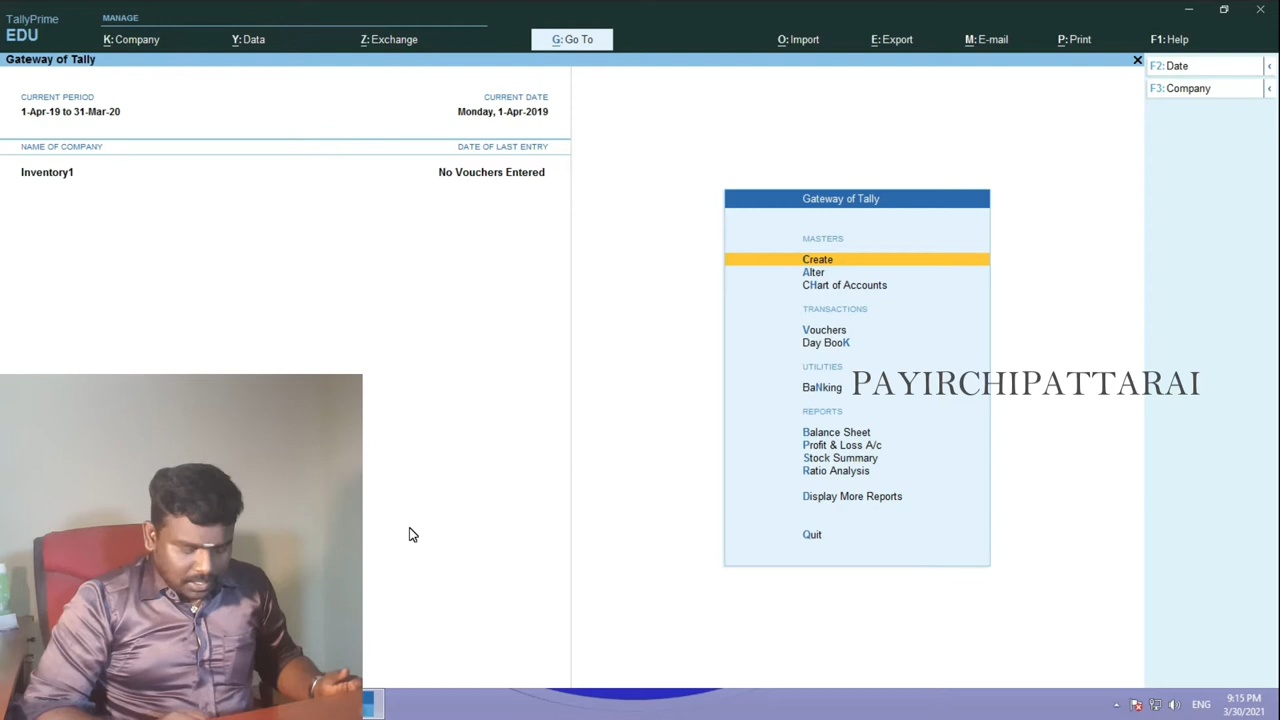 TallyPrime
EDU
MANAGE
K: Company
Y: Data
Z: Exchange
G: Go To
O: Import
E: Export
M: E-mail
P: Print
F1: Help
Gateway of Tally
F2: Date
F3: Company
CURRENT PERIOD
CURRENT DATE
1-Apr-19 to 31-Mar-20
Monday, 1-Apr-2019
NAME OF COMPANY
DATE OF LAST ENTRY
Inventory1
No Vouchers Entered
Gateway of Tally
MASTERS
Create
Alter
CHart of Accounts
TRANSACTIONS
Vouchers
Day BooK
UTILITIES
BaNking
PAYIRCHIPATTARAI
REPORTS
Balance Sheet
Profit & Loss A/c
Stock Summary
Ratio Analysis
Display More Reports
Quit
ENG
9:15 PM
3/30/2021